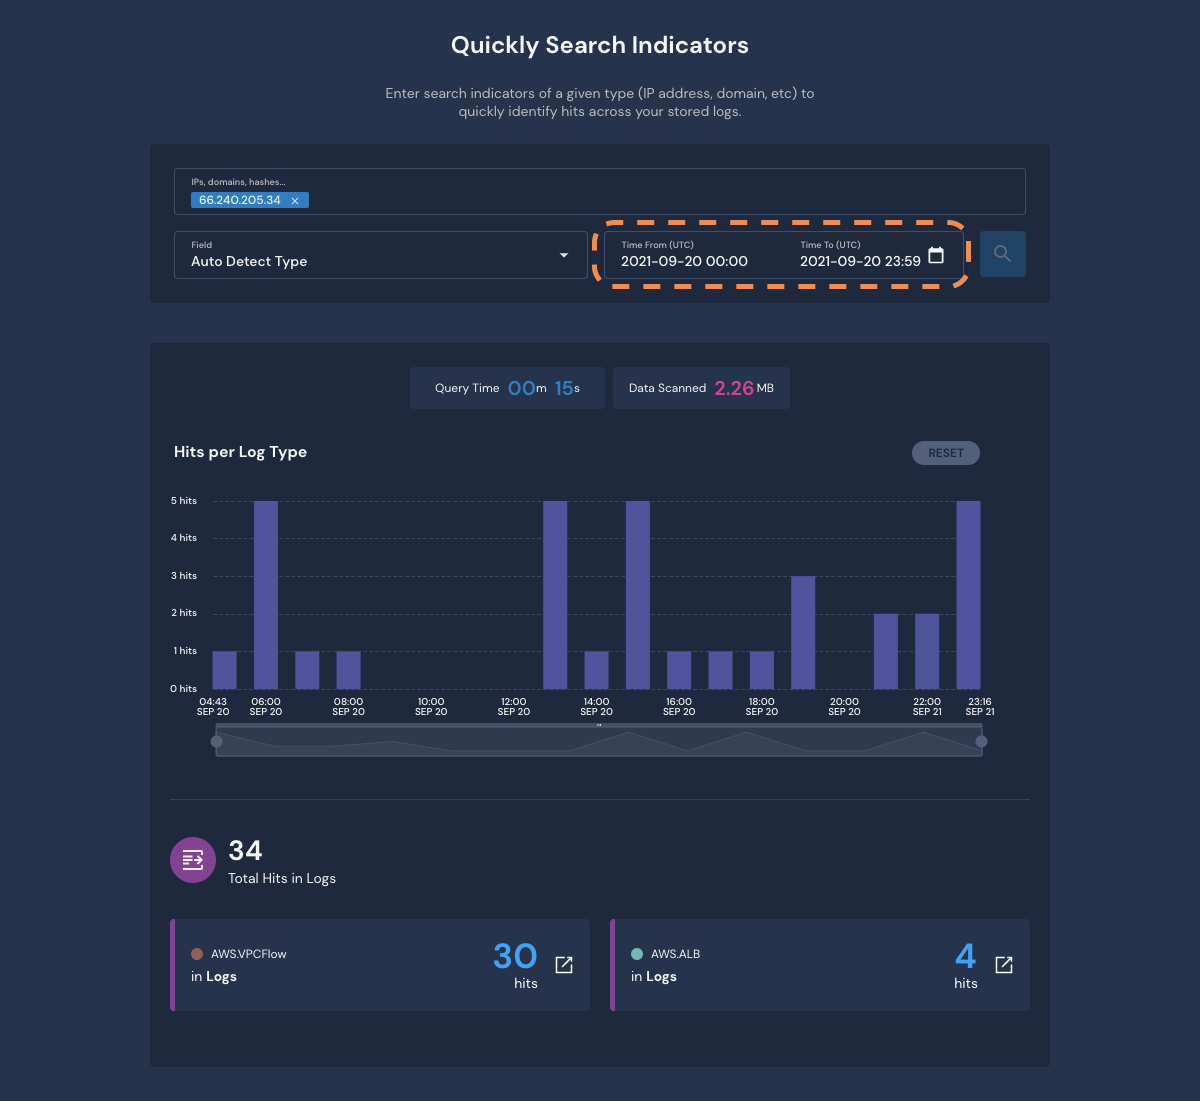 Quickly Search Indicators
Enter search indicators of a given type (IP address, domain, etc) to
quickly identify hits across your stored logs.
IPs, domains, hashes...
66.240.205.34 ×
Field
Auto Detect Type
Time From (UTC)
2021-09-20 00:00
Time To (UTC)
2021-09-20 23:59
Query Time 00m 15s
Data Scanned 2.26 MB
Hits per Log Type
RESET
5 hits
4 hits
3 hits
2 hits
1 hits
0 hits
04:43 06:00 08:00 10:00 12:00 14:00 16:00 18:00 20:00 22:00 23:16
SEP 20 SEP 20 SEP 20 SEP 20 SEP 20 SEP 20 SEP 20 SEP 20 SEP 20 SEP 21 SEP 21
34
Total Hits in Logs
AWS.VPCFlow
in Logs
30
hits
AWS.ALB
in Logs
4
hits